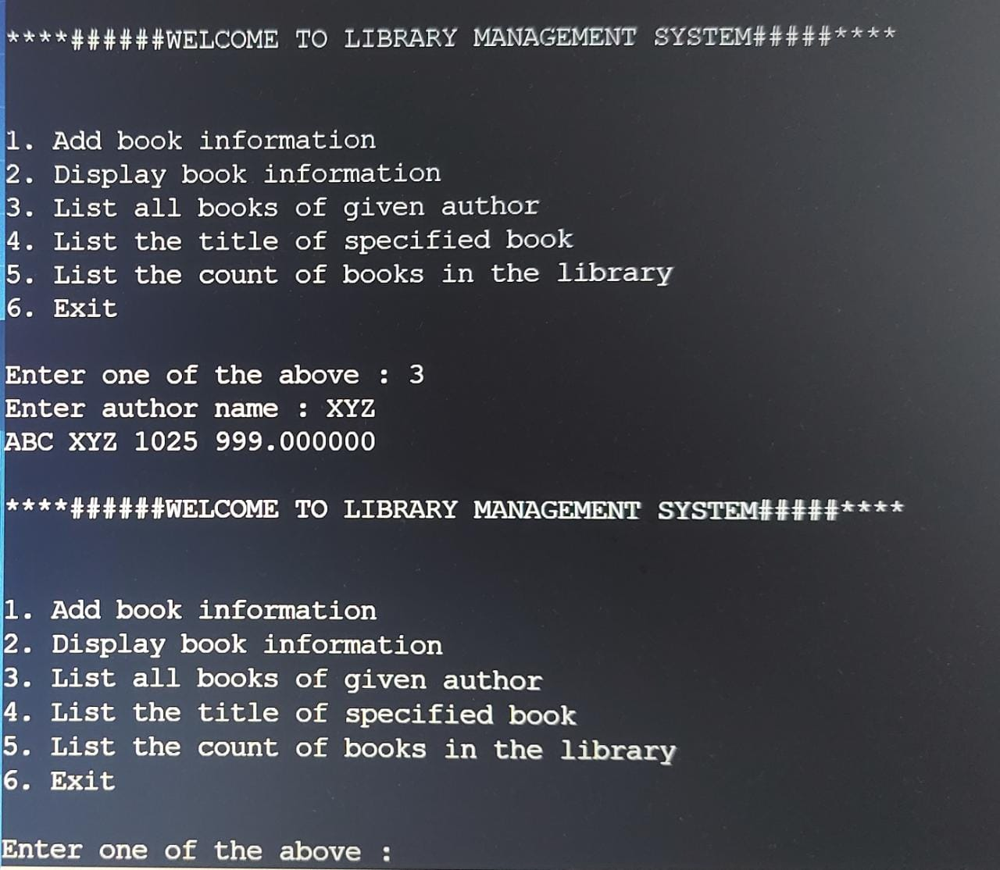 ****######WELCOME TO LIBRARY MANAGEMENT SYSTEM#####****
1. Add book information
2. Display book information
3. List all books of given author
4. List the title of specified book
5. List the count of books in the library
6. Exit
Enter one of the above : 3
Enter author name : XYZ
ABC XYZ 1025 999.000000
****######WELCOME TO LIBRARY MANAGEMENT SYSTEM#####****
1. Add book information
2. Display book information
3. List all books of given author
4. List the title of specified book
5. List the count of books in the library
6. Exit
Enter one of the above :